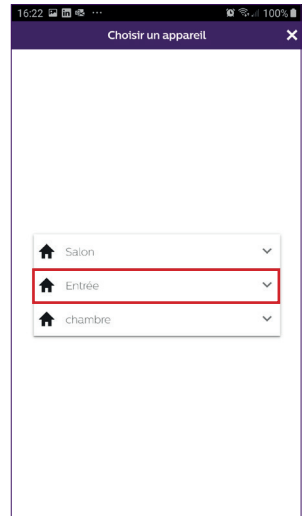 16:22 ... 100%
Choisir un appareil
Salon
Entrée
chambre